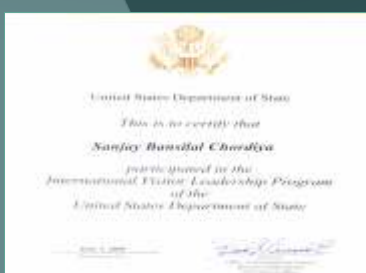 United States Department of State
This is to certify that
Sanjay Bansilal Chordiya
participated in the
International Visitor Leadership Program
of the
United States Department of State